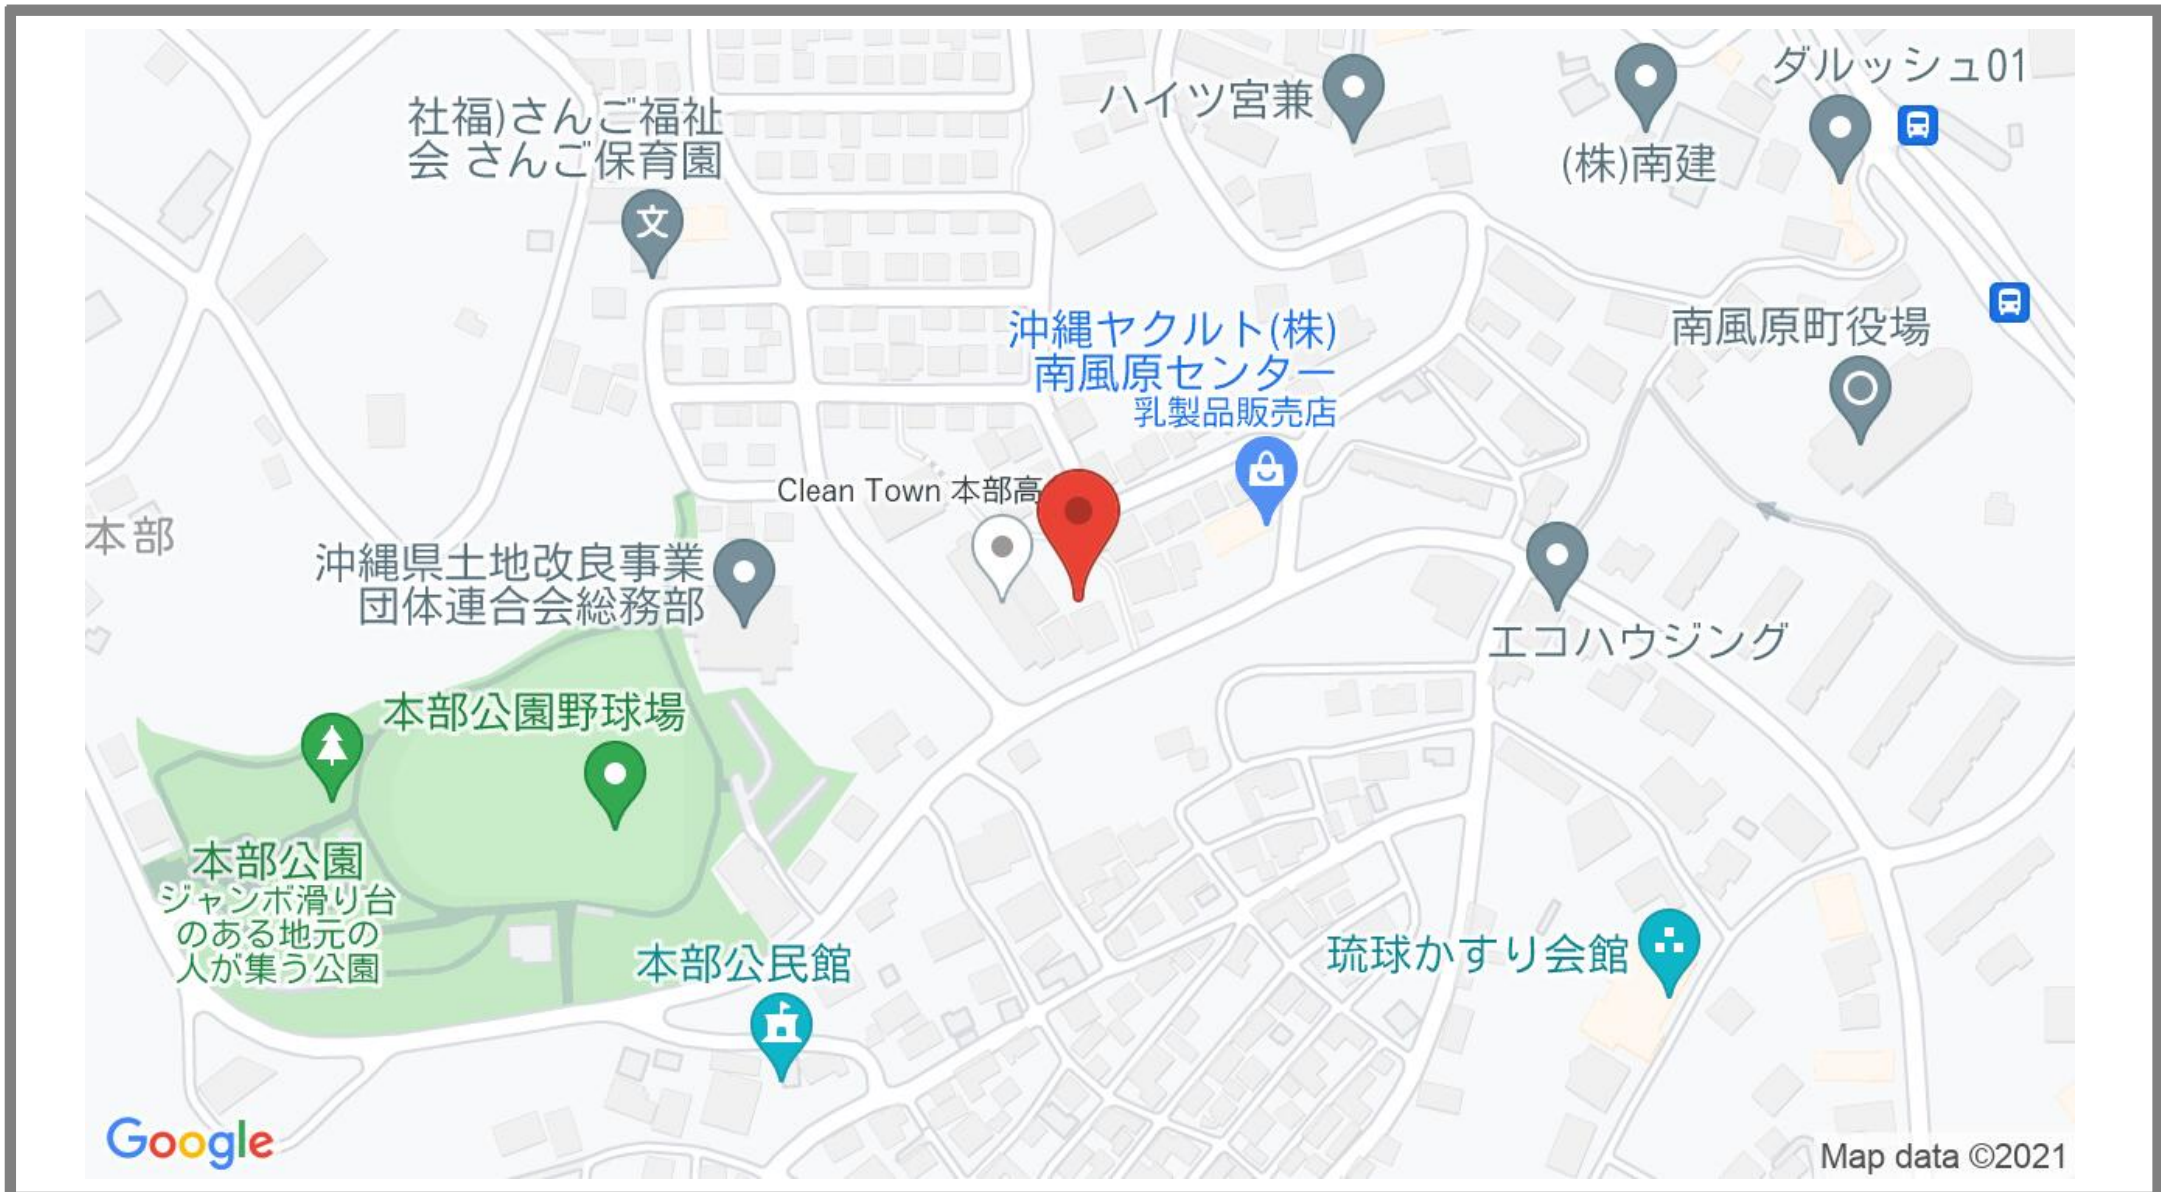 ダルッシュ01
ハイツ宮兼
社福)さんご福祉
会 さんご保育園
(株)南建
文
沖縄ヤクルト(株)
南風原センター
乳製品販売店
南風原町役場
Clean Town 本部高
本部
沖縄県土地改良事業
団体連合会総務部
エコハウジング
本部公園野球場
本部公園
ジャンボ滑り台
のある地元の
人が集う公園
本部公民館
琉球かすり会館
Google
Map data ©2021